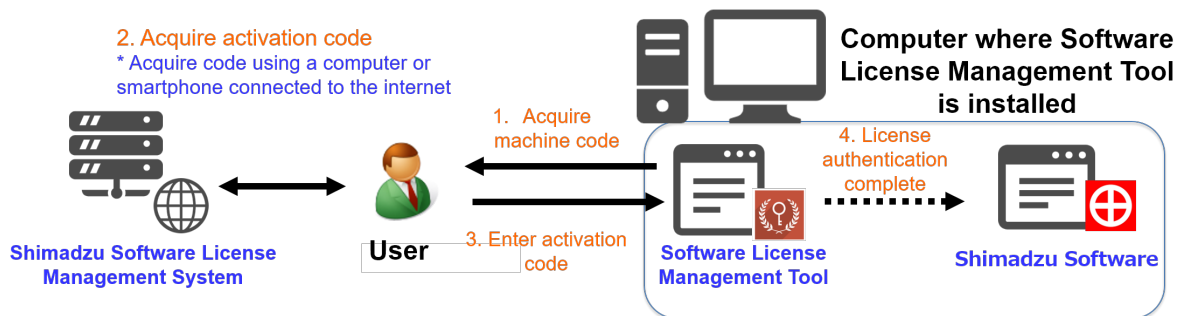 2. Acquire activation code
* Acquire code using a computer or
smartphone connected to the internet
Computer where Software
License Management Tool
is installed
1. Acquire
machine code
4. License
authentication
complete
User
3. Enter activation
code
Shimadzu Software License
Management System
Software License
Management Tool
Shimadzu Software